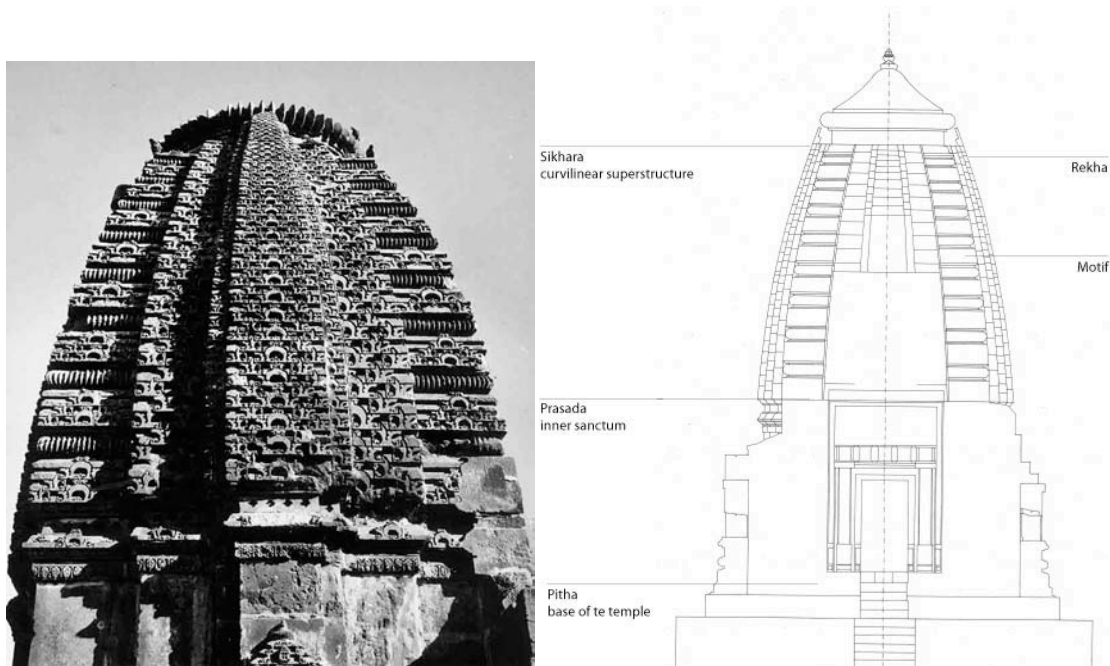 Sikhara
curvilinear superstructure
Rekha
Motif
Prasada
inner sanctum
Pitha
base of te temple